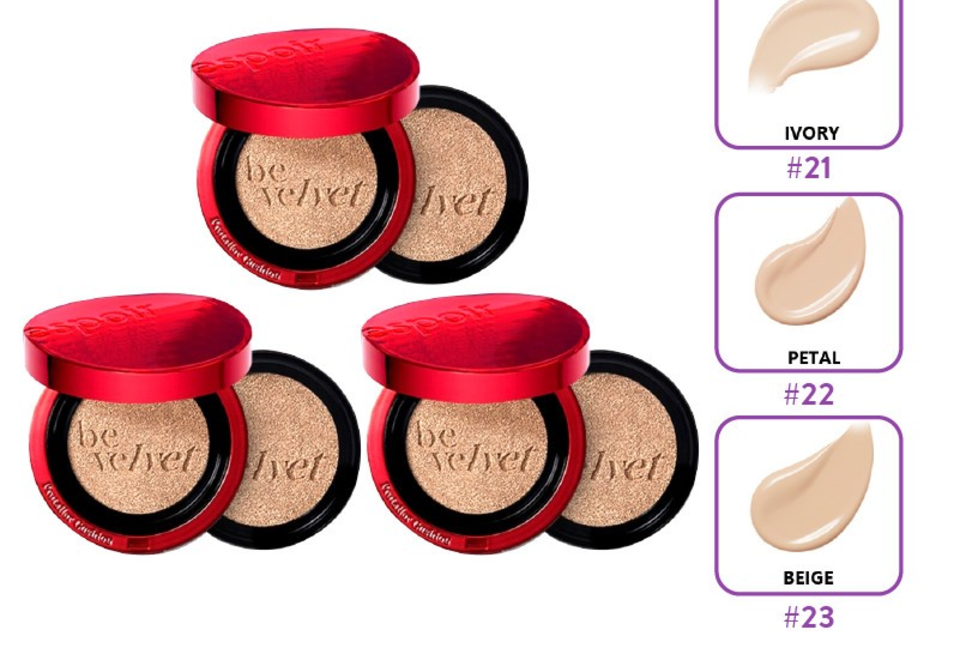 espoir
be
velvet
lvet
espoir
be
velvet
lvet
espoir
be
velvet
lvet
IVORY
#21
PETAL
#22
BEIGE
#23